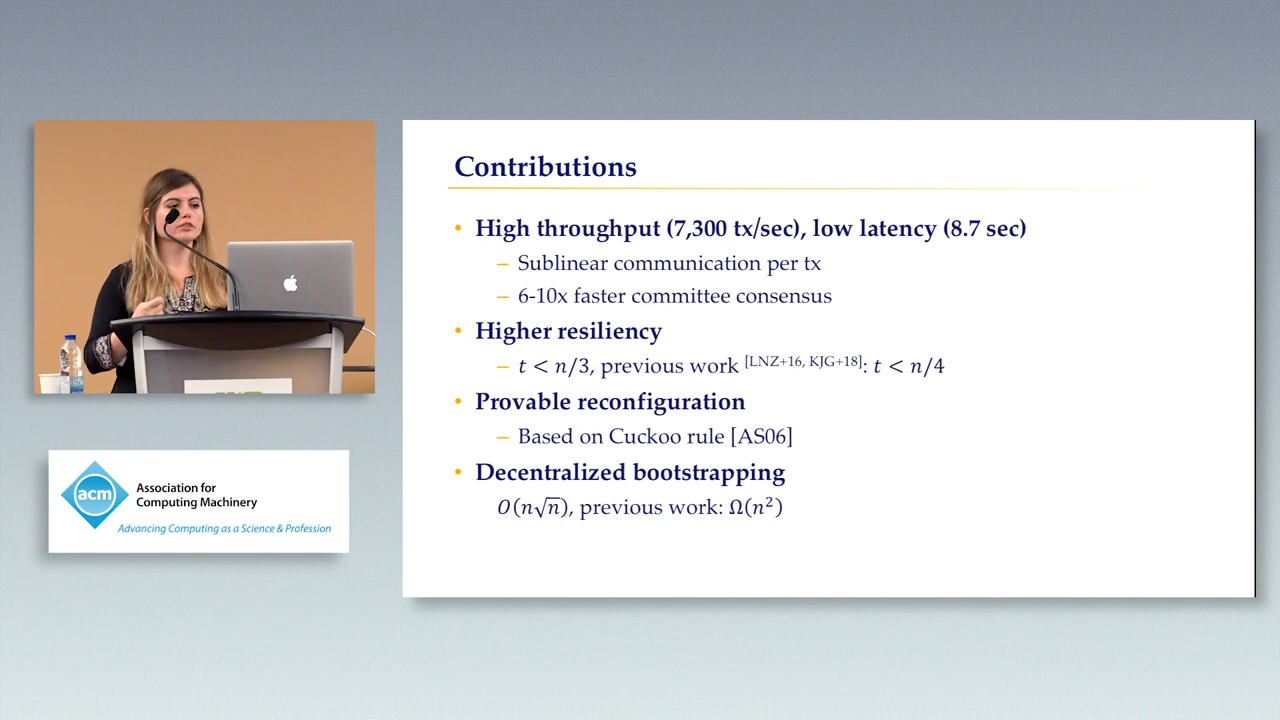 Contributions
• High throughput (7,300 tx/sec), low latency (8.7 sec)
– Sublinear communication per tx
– 6-10x faster committee consensus
• Higher resiliency
– t < n/3, previous work [LNZ+16, KJG+18]: t < n/4
• Provable reconfiguration
– Based on Cuckoo rule [AS06]
• Decentralized bootstrapping
O(n√n), previous work: Ω(n²)
acm
Association for
Computing Machinery
Advancing Computing as a Science & Profession